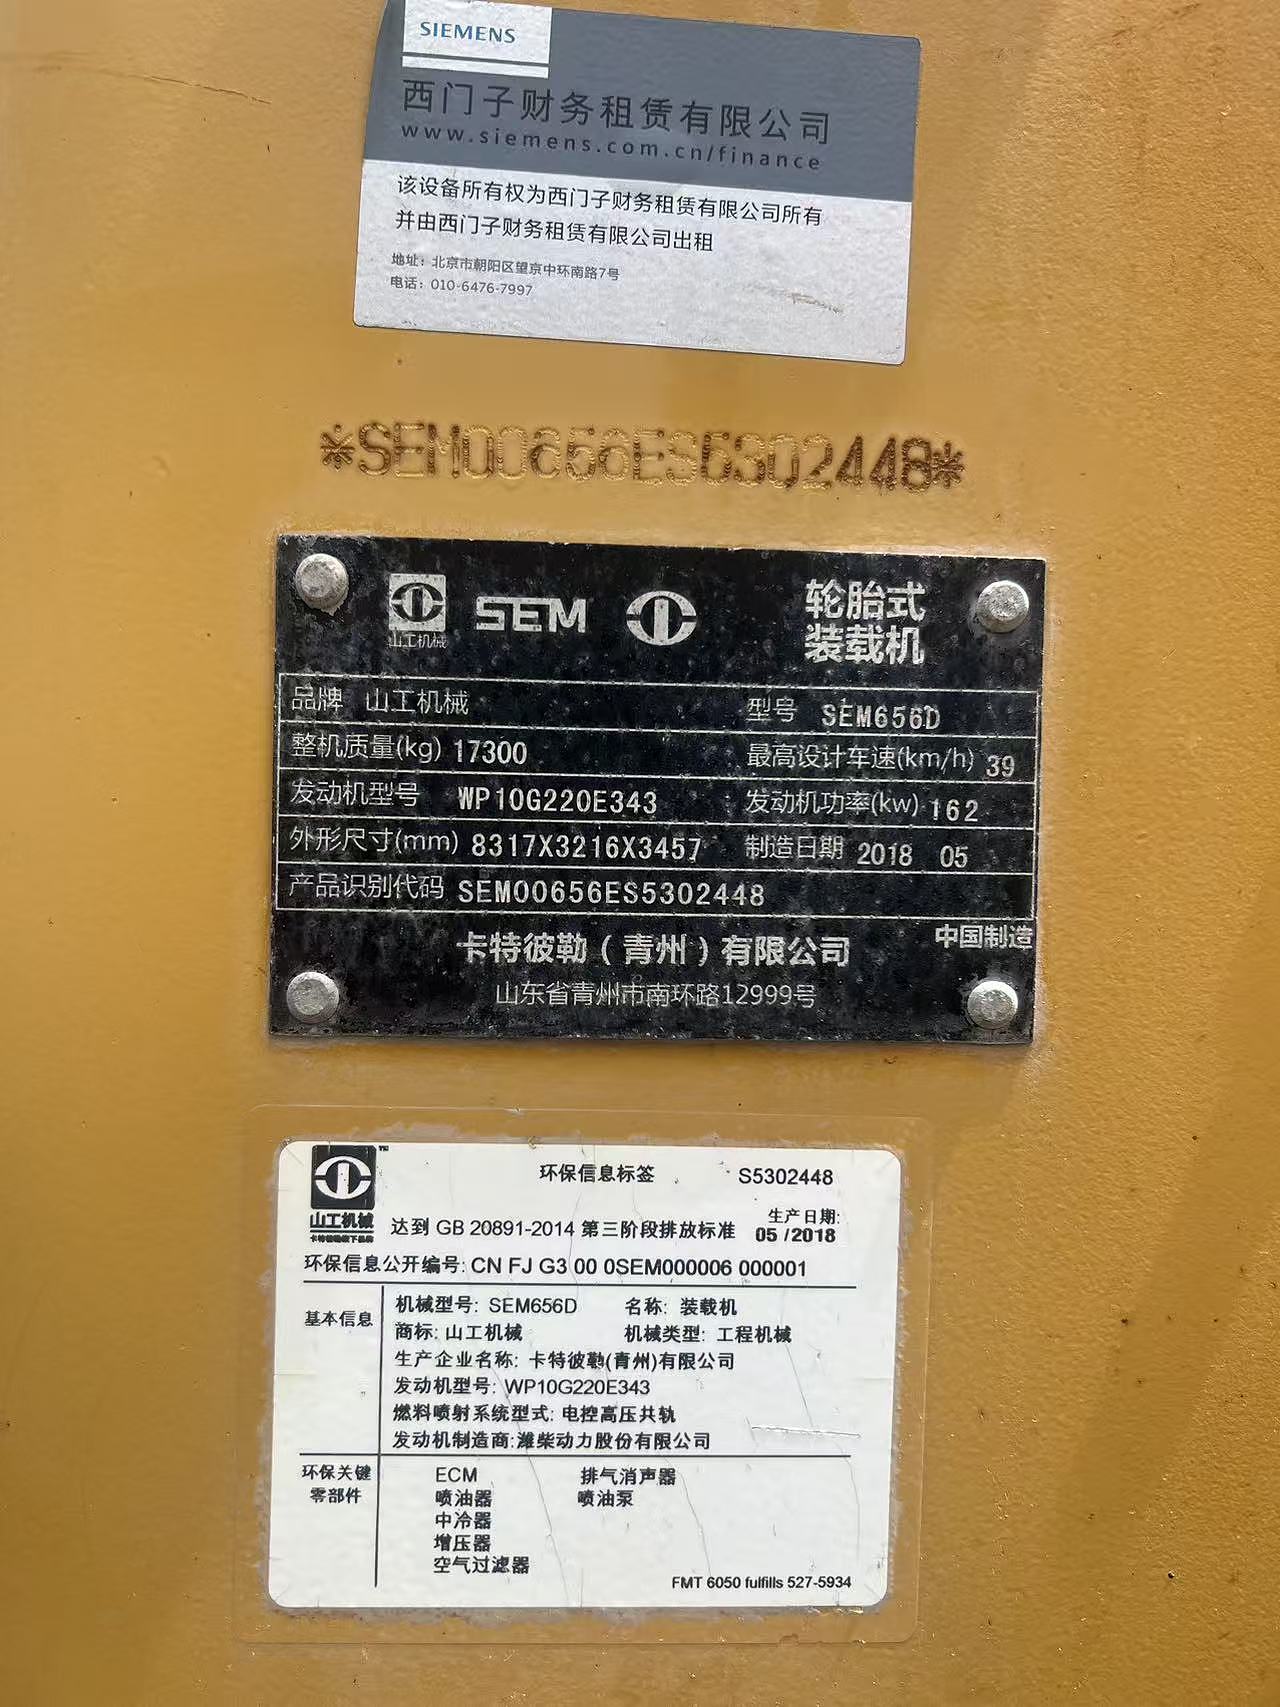 SIEMENS
西门子财务租赁有限公司
www.siemens.com.cn/finance
该设备所有权为西门子财务租赁有限公司所有
并由西门子财务租赁有限公司出租
地址：北京市朝阳区望京中环南路7号
电话：010-6476-7997
*SEM00656ES5302448*
山工机械 SEM 轮胎式
装载机
品牌 山工机械 型号 SEM656D
整机质量(kg) 17300 最高设计车速(km/h) 39
发动机型号 WP10G220E343 发动机功率(kw) 162
外形尺寸(mm) 8317X3216X3457 制造日期 2018 05
产品识别代码 SEM00656ES5302448
卡特彼勒（青州）有限公司 中国制造
山东省青州市南环路12999号
山工机械
卡特彼勒旗下品牌
环保信息标签 S5302448
达到 GB 20891-2014 第三阶段排放标准
生产日期:
05 /2018
环保信息公开编号: CN FJ G3 00 0SEM000006 000001
基本信息
机械型号: SEM656D 名称: 装载机
商标: 山工机械 机械类型: 工程机械
生产企业名称: 卡特彼勒(青州)有限公司
发动机型号: WP10G220E343
燃料喷射系统型式: 电控高压共轨
发动机制造商:潍柴动力股份有限公司
环保关键
零部件
ECM 排气消声器
喷油器 喷油泵
中冷器
增压器
空气过滤器
FMT 6050 fulfills 527-5934